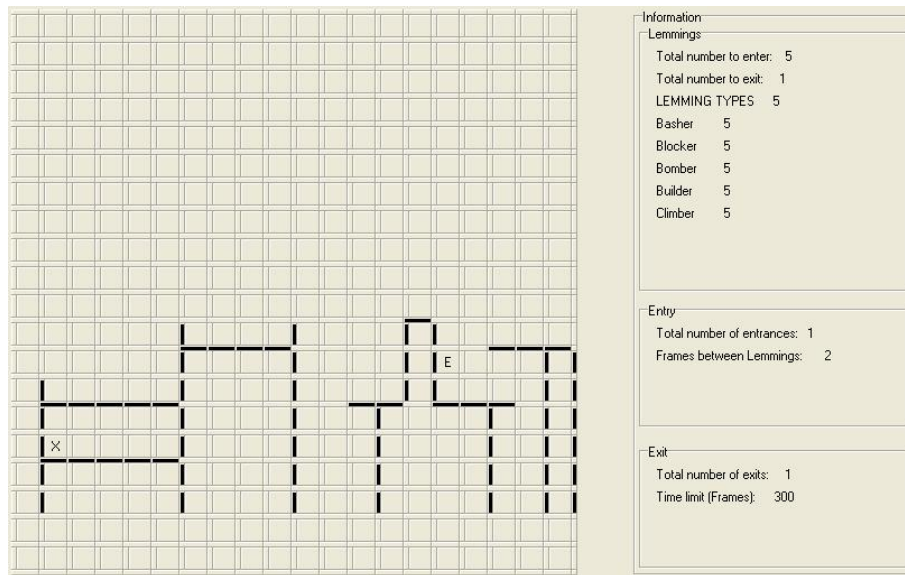 E
X
Information
Lemmings
Total number to enter: 5
Total number to exit: 1
LEMMING TYPES 5
Basher 5
Blocker 5
Bomber 5
Builder 5
Climber 5
Entry
Total number of entrances: 1
Frames between Lemmings: 2
Exit
Total number of exits: 1
Time limit (Frames): 300